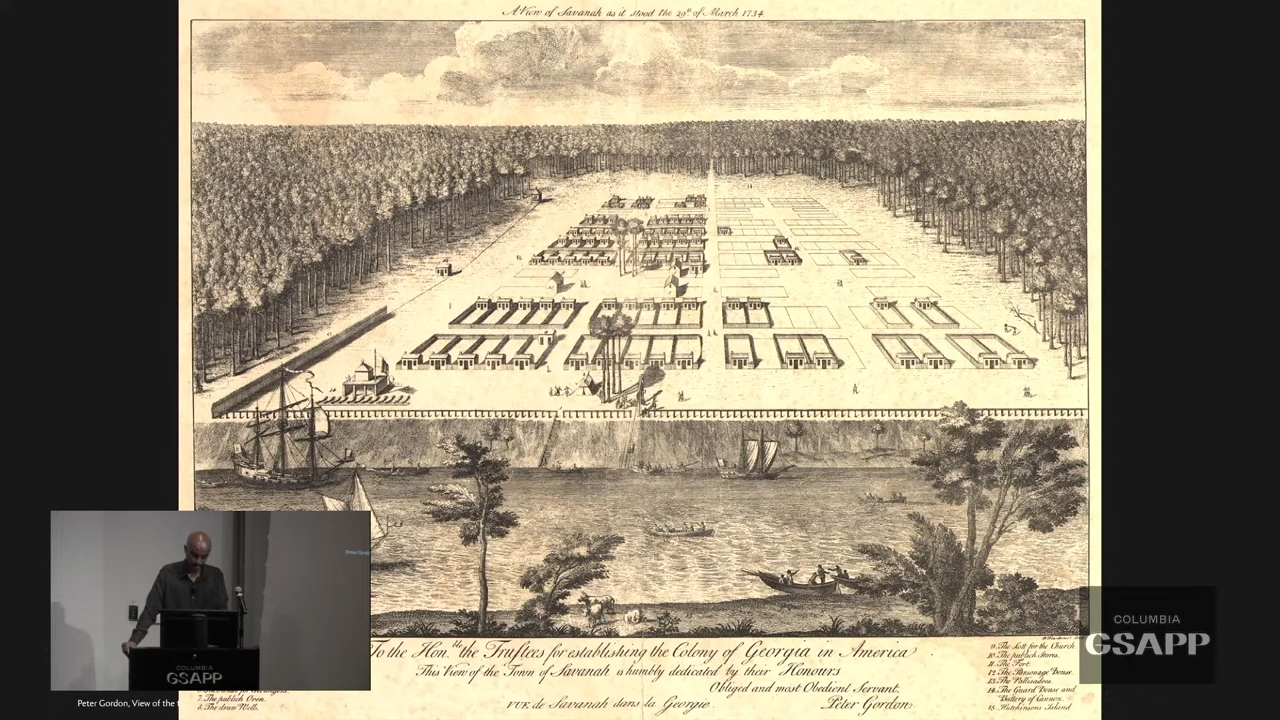 A View of Savanah as it stood the 29th. of March 1734
To the Hon.ble the Trustees for establishing the Colony of Georgia in America
This View of the Town of Savanah is humbly dedicated by their Honours
Obliged and most Obedient Servant,
VUE de Savanah dans la Georgie
Peter Gordon
7. The publick Oven.
8. The draw Wells.
9. The Lott for the Church
10. The publick Stores.
11. The Fort.
12. The Parsonage House.
13. The Pallisadoes.
14. The Guard House and
Battery of Cannon.
15. Hutchinsons Island.
Peter Gordon, View of the
COLUMBIA
GSAPP
COLUMBIA
GSAPP